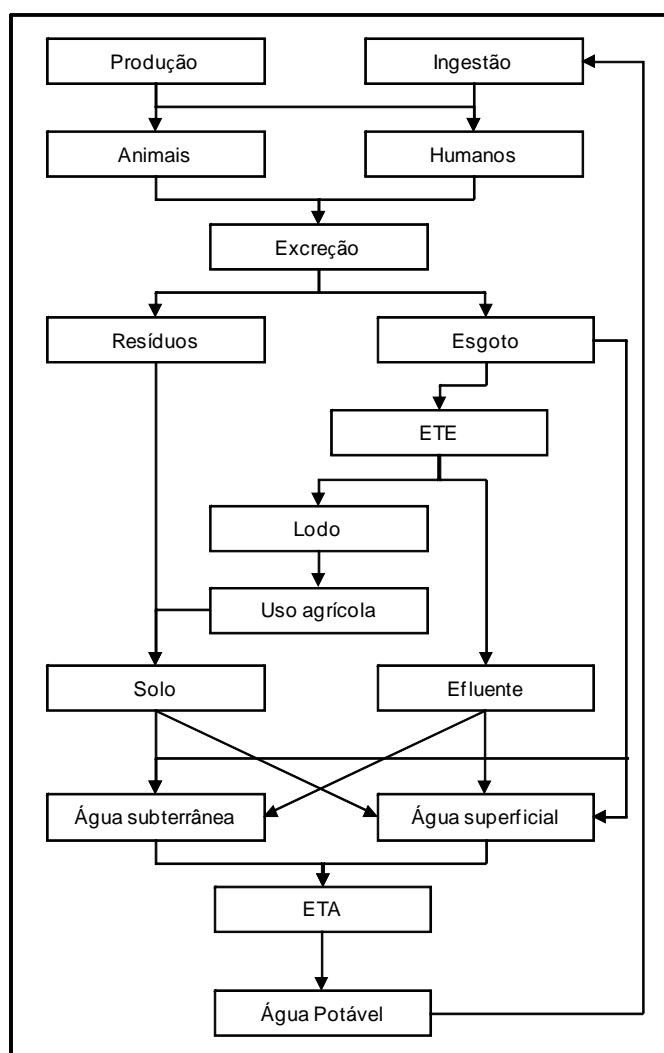 Produção
Ingestão
Animais
Humanos
Excreção
Resíduos
Esgoto
ETE
Lodo
Uso agrícola
Solo
Efluente
Água subterrânea
Água superficial
ETA
Água Potável